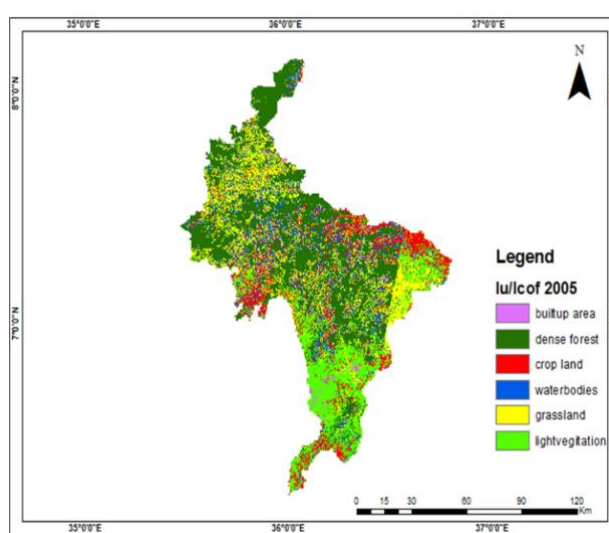 35°0'0"E 36°0'0"E 37°0'0"E
N
8°0'0"N
7°0'0"N
Legend
lu/lcof 2005
builtup area
dense forest
crop land
waterbodies
grassland
lightvegitation
0 15 30 60 90 120
Km
35°0'0"E 36°0'0"E 37°0'0"E